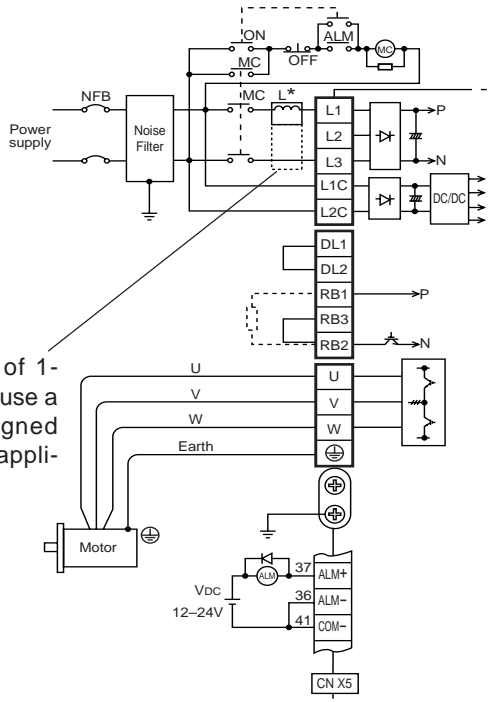 ON
ALM
MC
OFF
MC
NFB
MC
L*
Power
supply
Noise
Filter
L1
P
L2
L3
N
L1C
L2C
DC/DC
DL1
DL2
RB1
P
RB3
RB2
N
of 1-
use a
gned
appli-
U
U
V
V
W
W
Earth
Motor
ALM
37
ALM+
VDC
12–24V
36
ALM−
41
COM−
CN X5